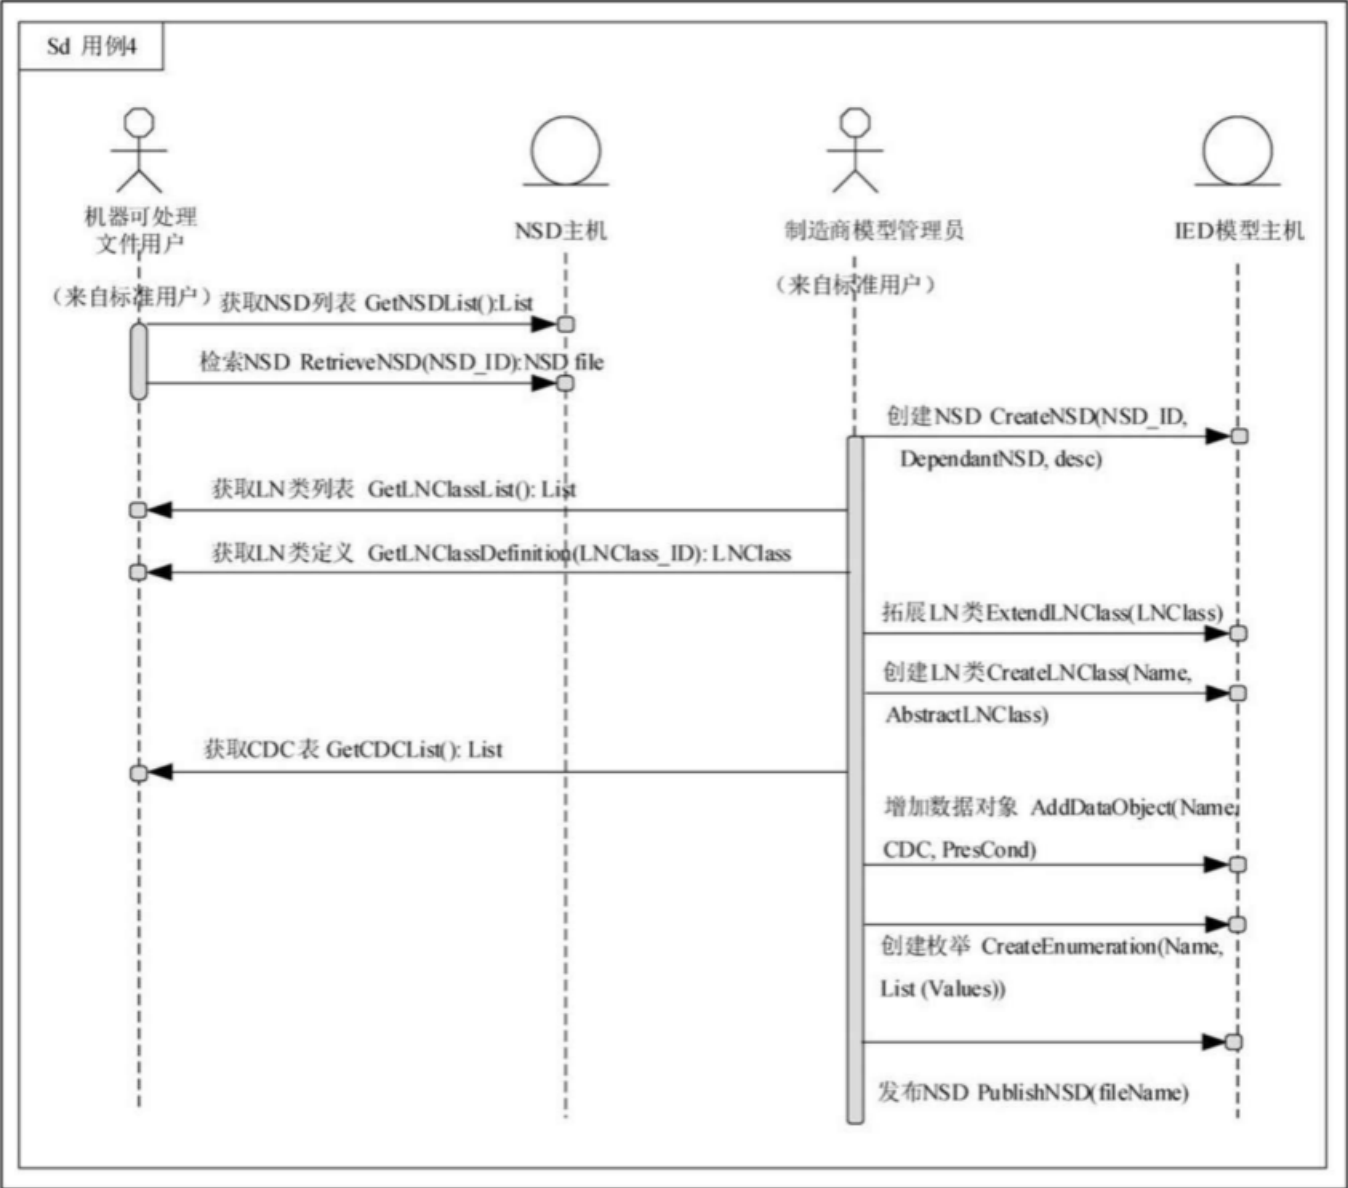 Sd 用例4
机器可处理
文件用户
(来自标准用户)
NSD主机
制造商模型管理员
(来自标准用户)
IED模型主机
获取NSD列表 GetNSDList():List
检索NSD RetrieveNSD(NSD_ID):NSD file
创建NSD CreateNSD(NSD_ID,
DependantNSD, desc)
获取LN类列表 GetLNClassList(): List
获取LN类定义 GetLNClassDefinition(LNClass_ID): LNClass
拓展LN类ExtendLNClass(LNClass)
创建LN类CreateLNClass(Name,
AbstractLNClass)
获取CDC表 GetCDCList(): List
增加数据对象 AddDataObject(Name,
CDC, PresCond)
创建枚举 CreateEnumeration(Name,
List (Values))
发布NSD PublishNSD(fileName)